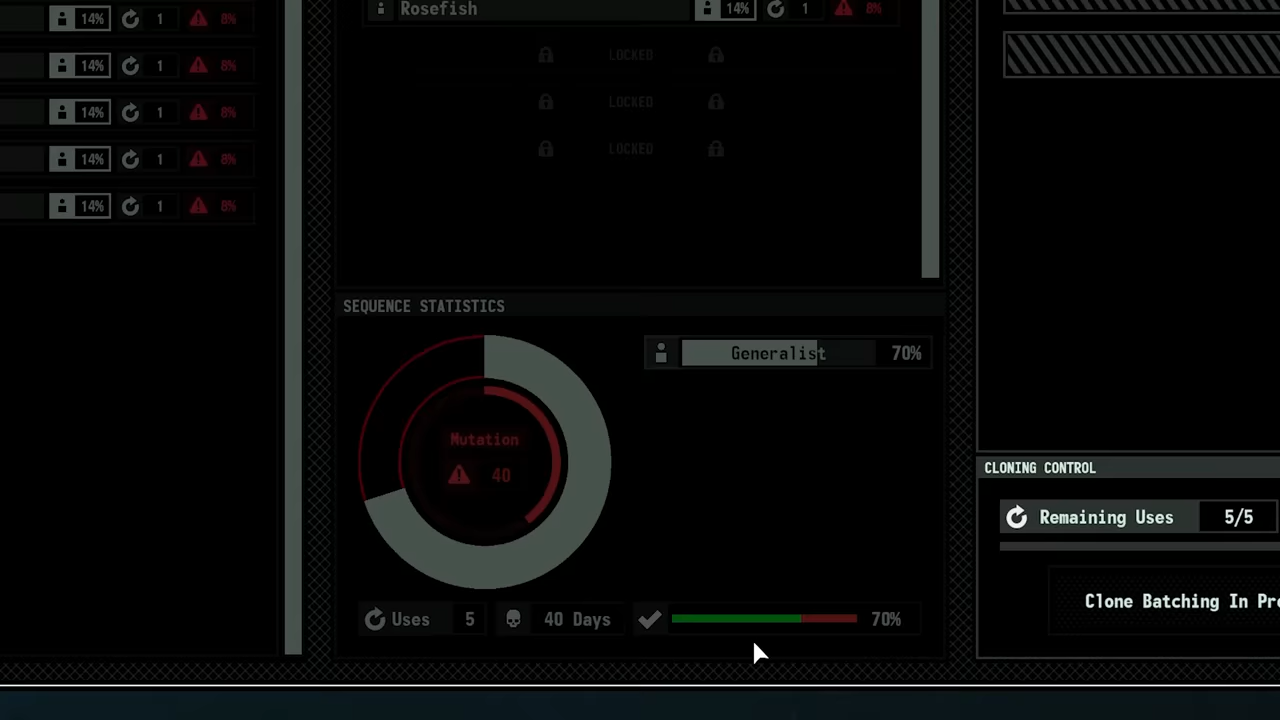 14% 1 8%
14% 1 8%
14% 1 8%
14% 1 8%
14% 1 8%
Rosefish 14% 1 8%
LOCKED
LOCKED
LOCKED
SEQUENCE STATISTICS
Mutation
40
Generalist 70%
Uses 5 40 Days 70%
CLONING CONTROL
Remaining Uses 5/5
Clone Batching In Pro